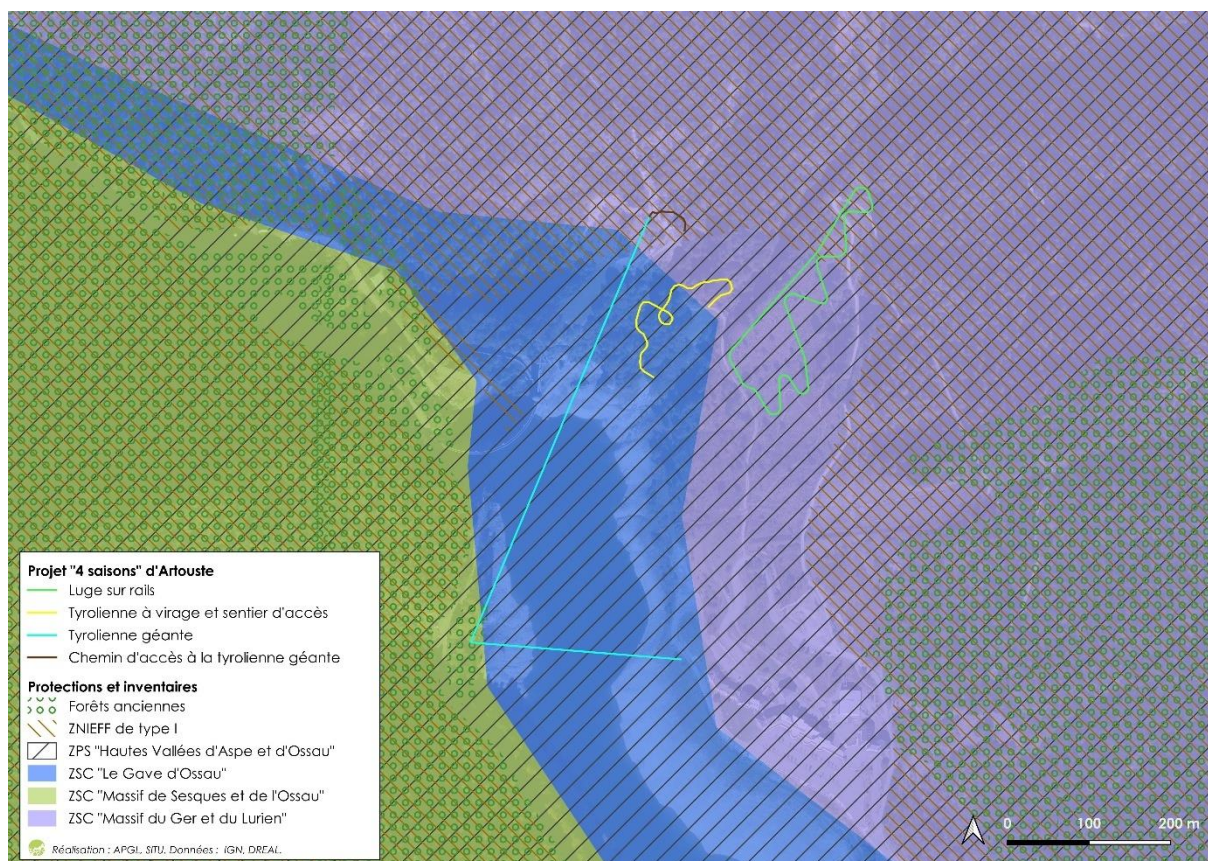 Projet "4 saisons" d'Artouste
Luge sur rails
Tyrolienne à virage et sentier d'accès
Tyrolienne géante
Chemin d'accès à la tyrolienne géante
Protections et inventaires
Forêts anciennes
ZNIEFF de type I
ZPS "Hautes Vallées d'Aspe et d'Ossau"
ZSC "Le Gave d'Ossau"
ZSC "Massif de Sesques et de l'Ossau"
ZSC "Massif du Ger et du Lurien"
Réalisation : APGL, SITU. Données : IGN, DREAL.
0 100 200 m